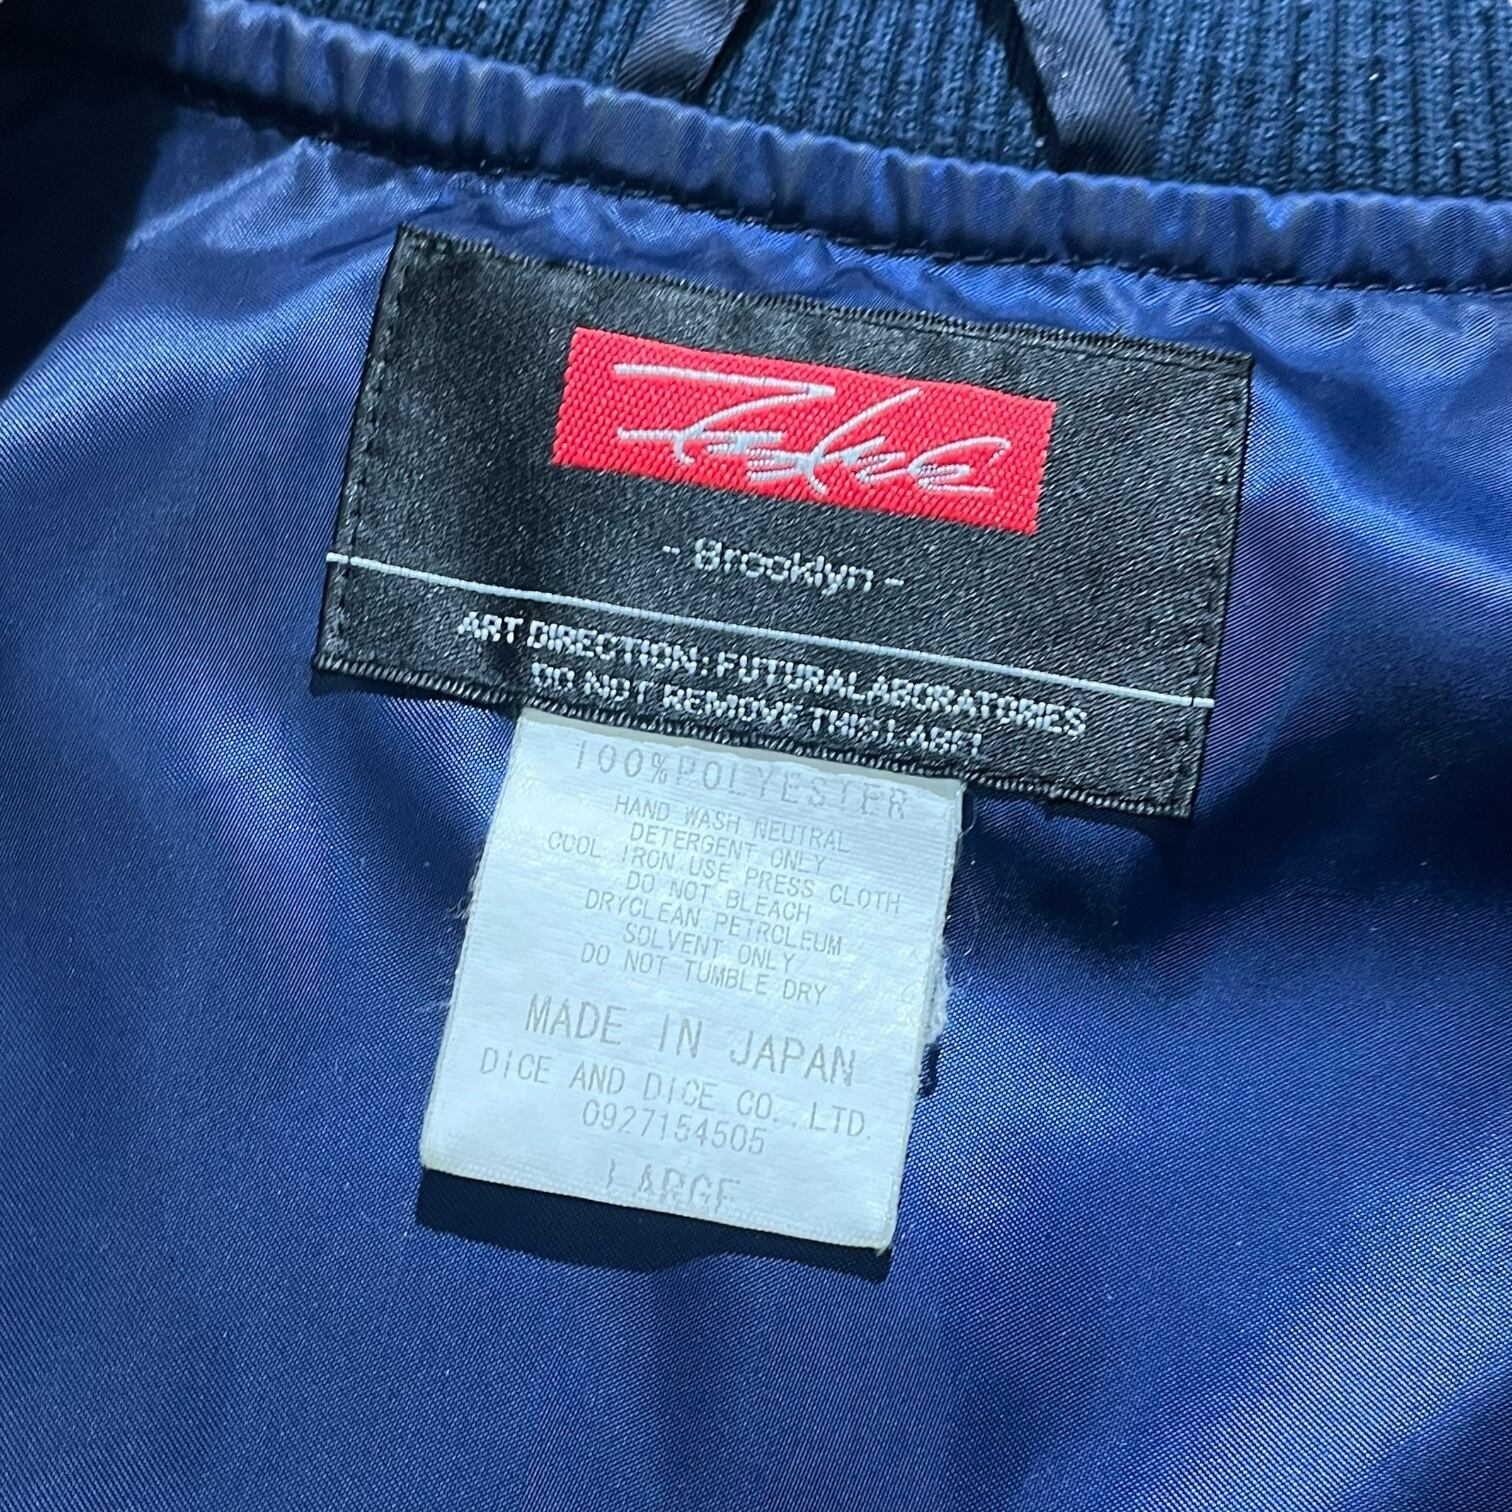 Futura
- Brooklyn -
ART DIRECTION: FUTURALABORATORIES
DO NOT REMOVE THIS LABEL
100%POLYESTER
HAND WASH NEUTRAL
DETERGENT ONLY
COOL IRON USE PRESS CLOTH
DO NOT BLEACH
DRYCLEAN PETROLEUM
SOLVENT ONLY
DO NOT TUMBLE DRY
MADE IN JAPAN
DICE AND DICE CO.,LTD.
0927154505
LARGE